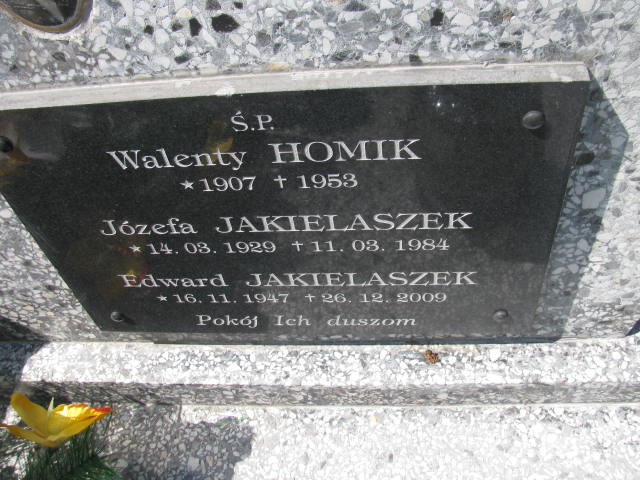 Ś.P.
Walenty HOMIK
★1907 ✝1953
Józefa JAKIELASZEK
★14.03.1929 ✝11.03.1984
Edward JAKIELASZEK
★16.11.1947 ✝26.12.2009
Pokój Ich duszom